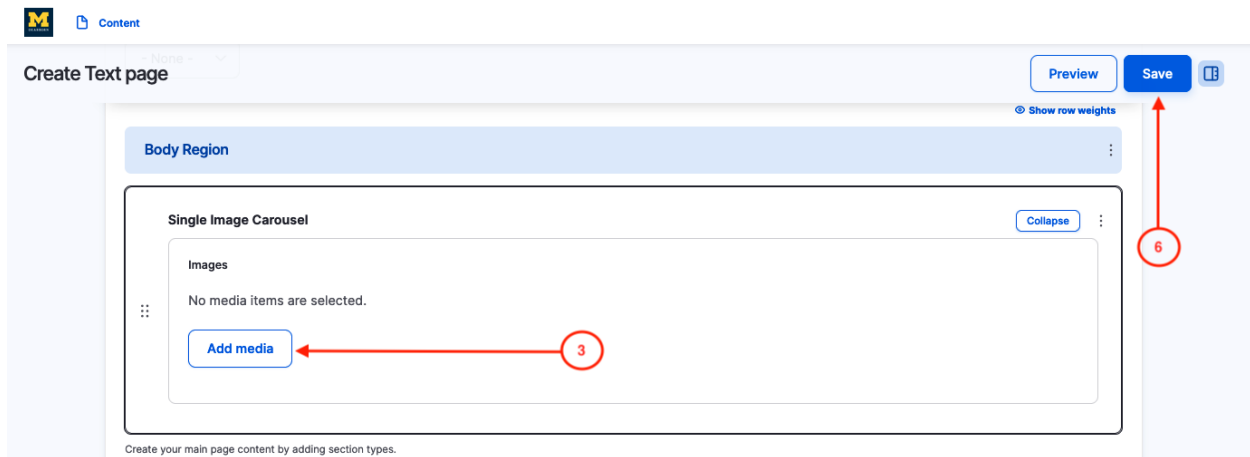 Content
- None -
Create Text page
Preview
Save
Show row weights
Body Region
Single Image Carousel
Collapse
6
Images
No media items are selected.
Add media
3
Create your main page content by adding section types.